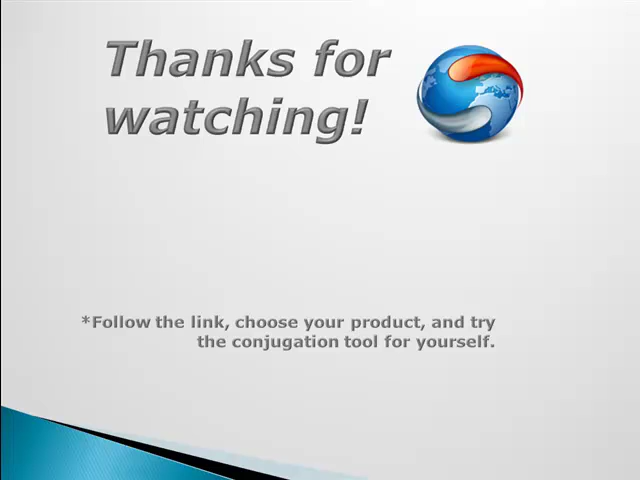 Thanks for
watching!
*Follow the link, choose your product, and try
the conjugation tool for yourself.